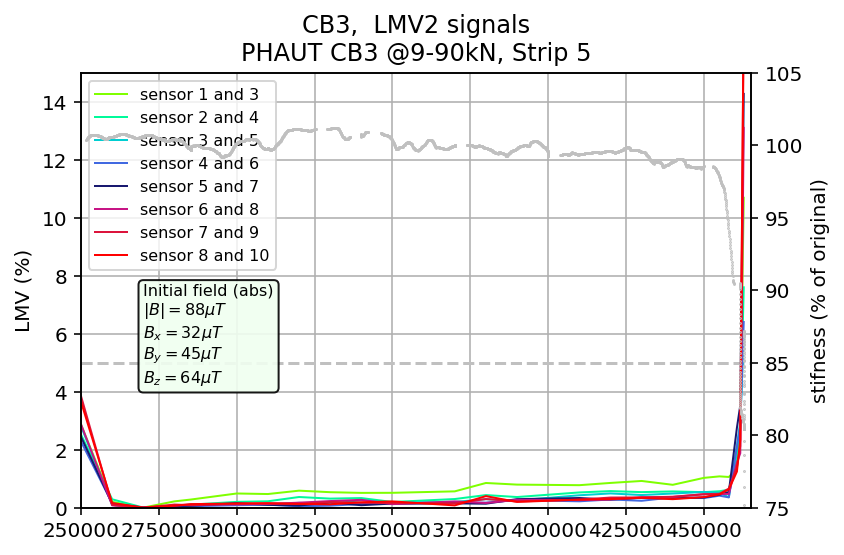 CB3, LMV2 signals
PHAUT CB3 @9-90kN, Strip 5
LMV (%)
14
12
10
8
6
4
2
0
sensor 1 and 3
sensor 2 and 4
sensor 3 and 5
sensor 4 and 6
sensor 5 and 7
sensor 6 and 8
sensor 7 and 9
sensor 8 and 10
Initial field (abs)
|B| = 88μT
Bx = 32μT
By = 45μT
Bz = 64μT
105
100
95
90
85
80
75
stifness (% of original)
250000 275000 300000 325000 350000 375000 400000 425000 450000